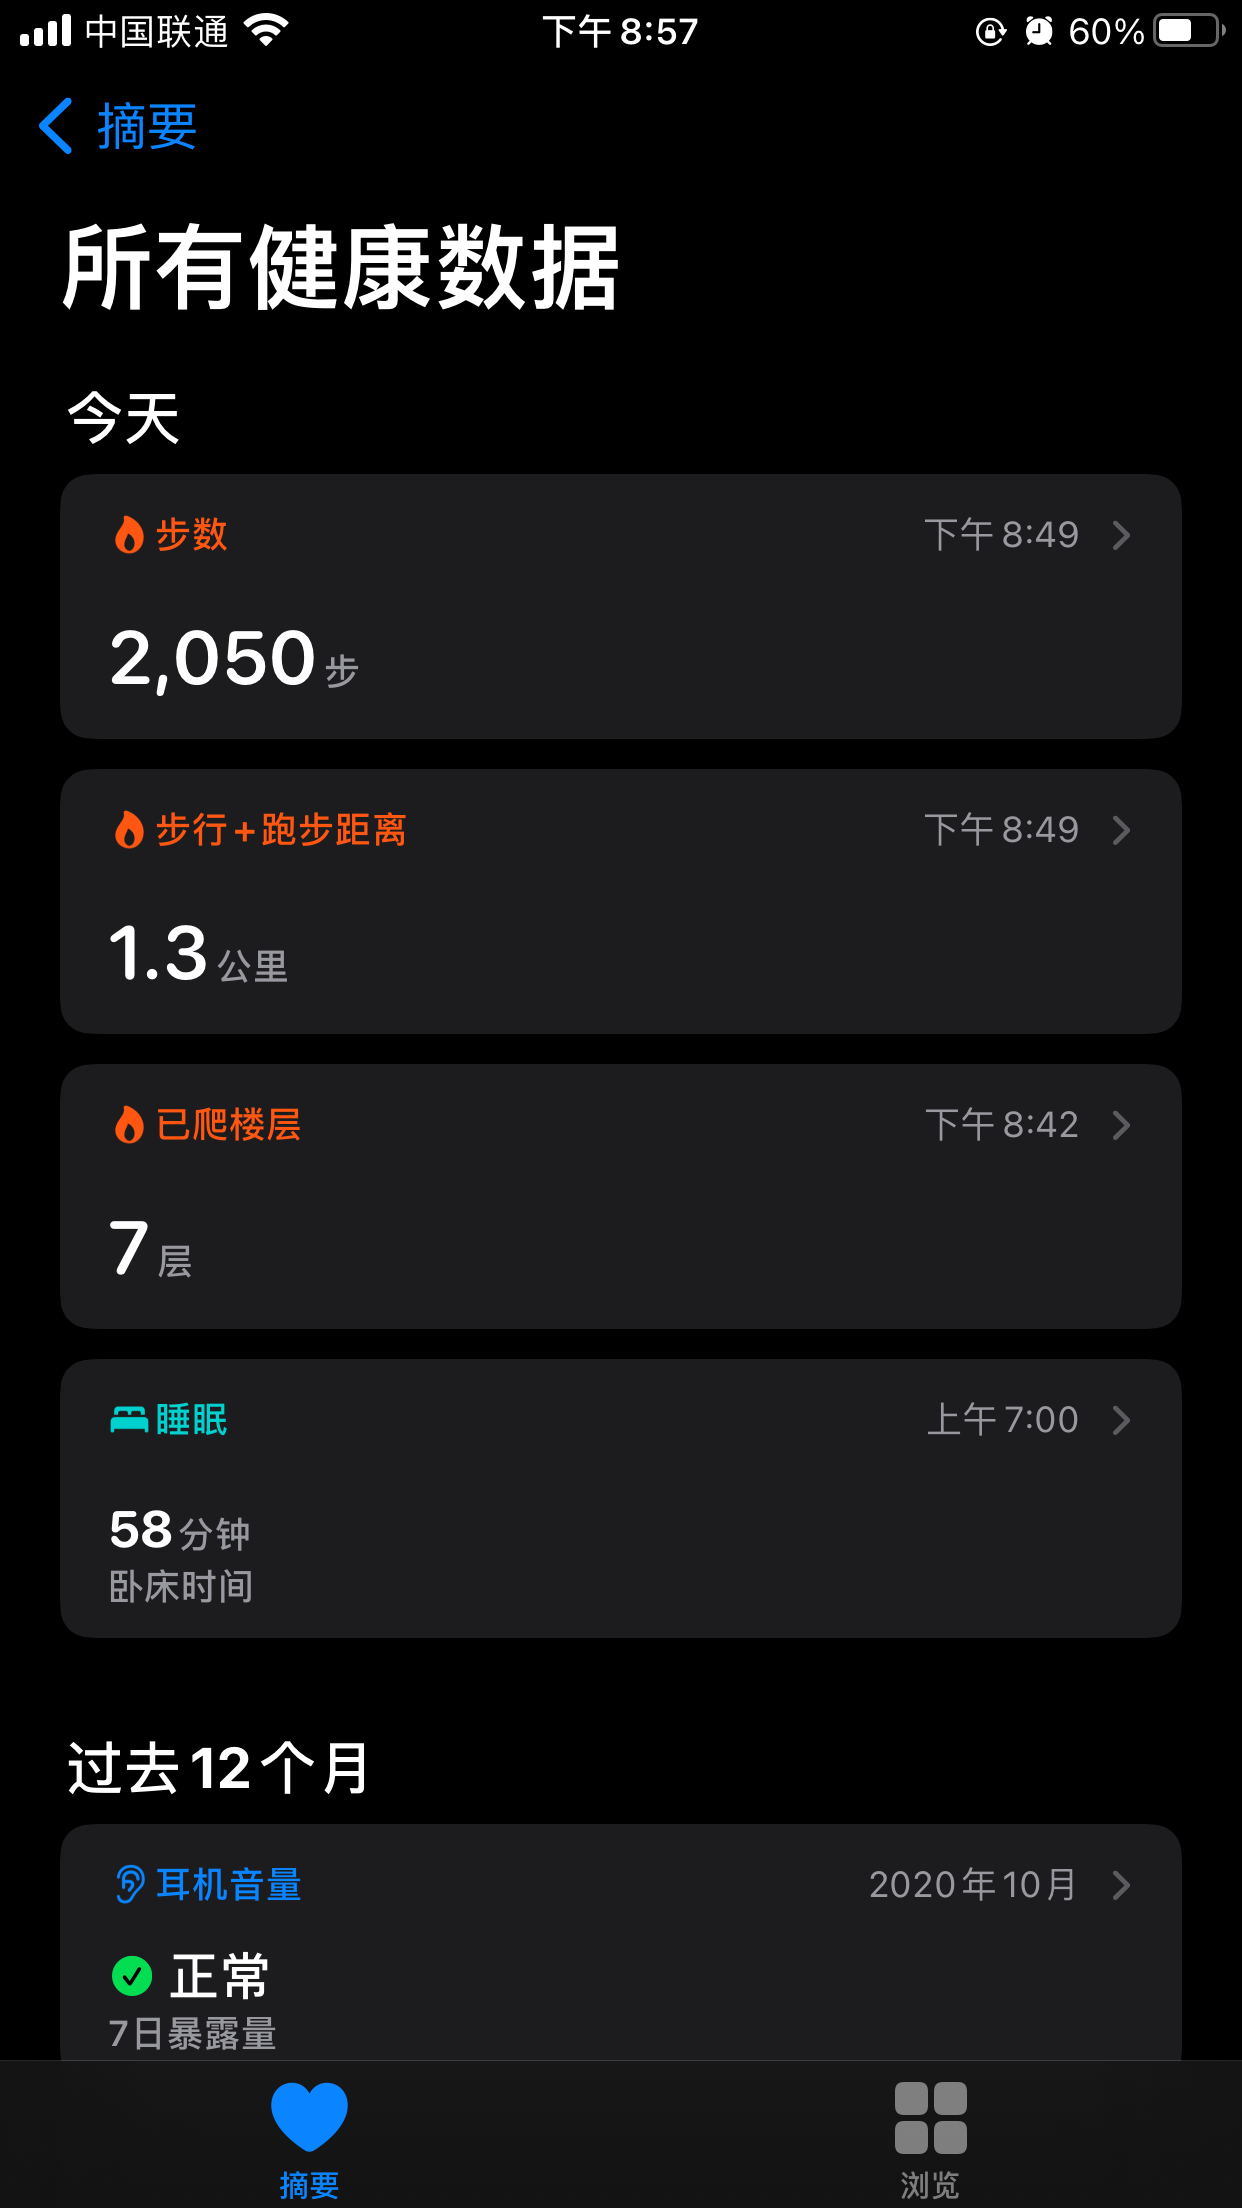 中国联通 下午 8:57 60%
摘要
所有健康数据
今天
步数 下午 8:49
2,050 步
步行+跑步距离 下午 8:49
1.3 公里
已爬楼层 下午 8:42
7 层
睡眠 上午 7:00
58 分钟
卧床时间
过去 12 个月
耳机音量 2020年10月
正常
7日暴露量
摘要 浏览